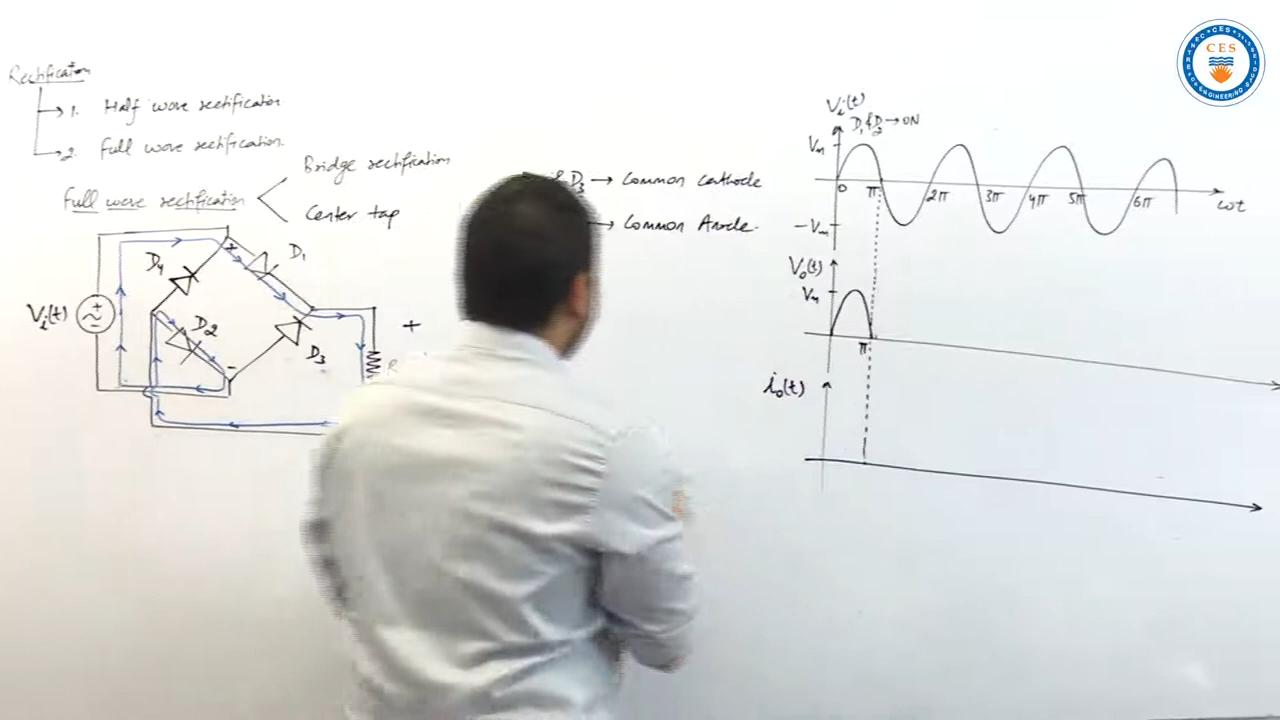 Rectification
1. Half wave rectification
2. Full wave rectification.
Full wave rectification
Bridge rectification
Center tap
D3 → Common Cathode
→ Common Anode.
Vi(t)
D4
D1
D2
D3
+
-
+
R
Vi(t)
D1 & D2 → ON
Vm
0
π
2π
3π
4π
5π
6π
ωt
-Vm
Vo(t)
Vm
π
io(t)
CES